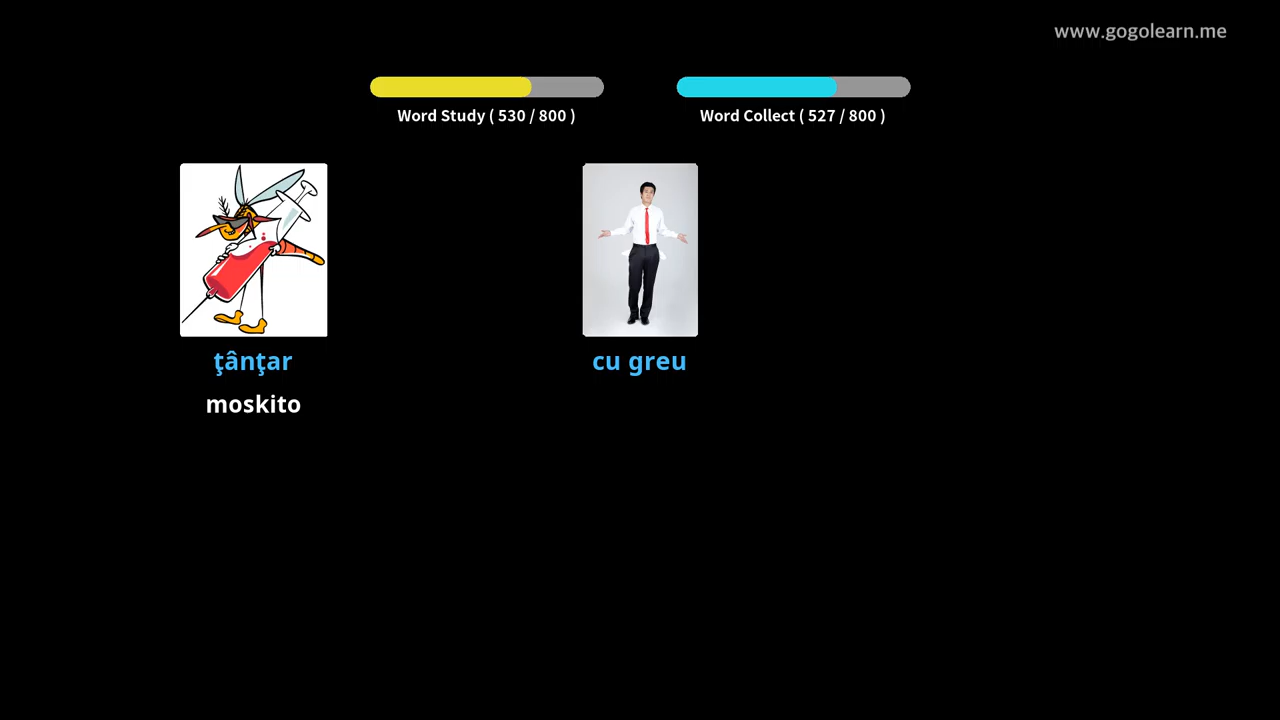 www.gogolearn.me
Word Study ( 530 / 800 )
Word Collect ( 527 / 800 )
ţânţar
cu greu
moskito